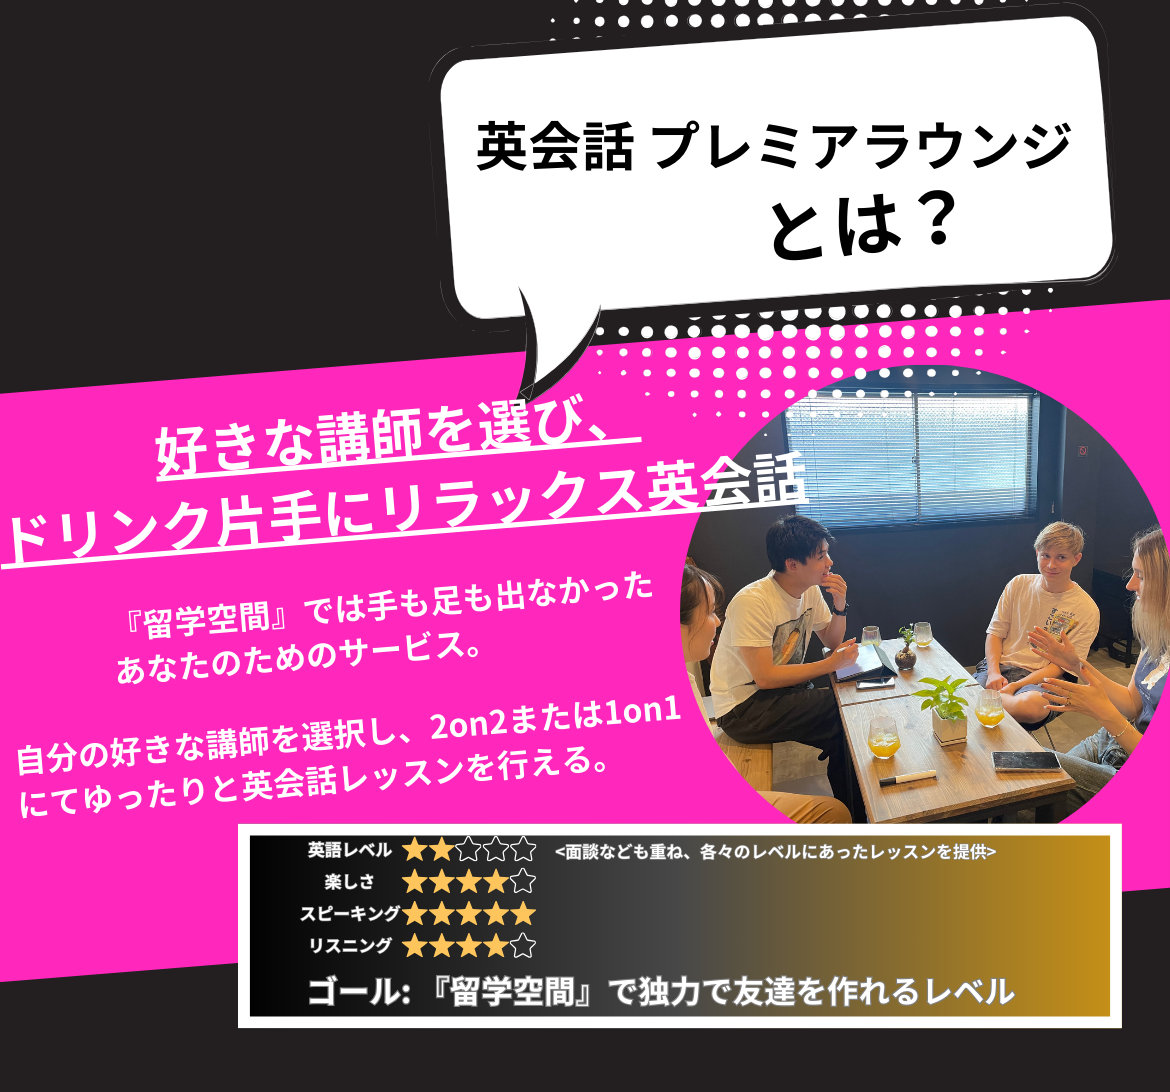 英会話 プレミアラウンジ
とは？
好きな講師を選び、
ドリンク片手にリラックス英会話
『留学空間』では手も足も出なかった
あなたのためのサービス。
自分の好きな講師を選択し、2on2または1on1
にてゆったりと英会話レッスンを行える。
英語レベル ★★☆☆☆ <面談なども重ね、各々のレベルにあったレッスンを提供>
楽しさ ★★★★☆
スピーキング ★★★★★
リスニング ★★★★☆
ゴール: 『留学空間』で独力で友達を作れるレベル